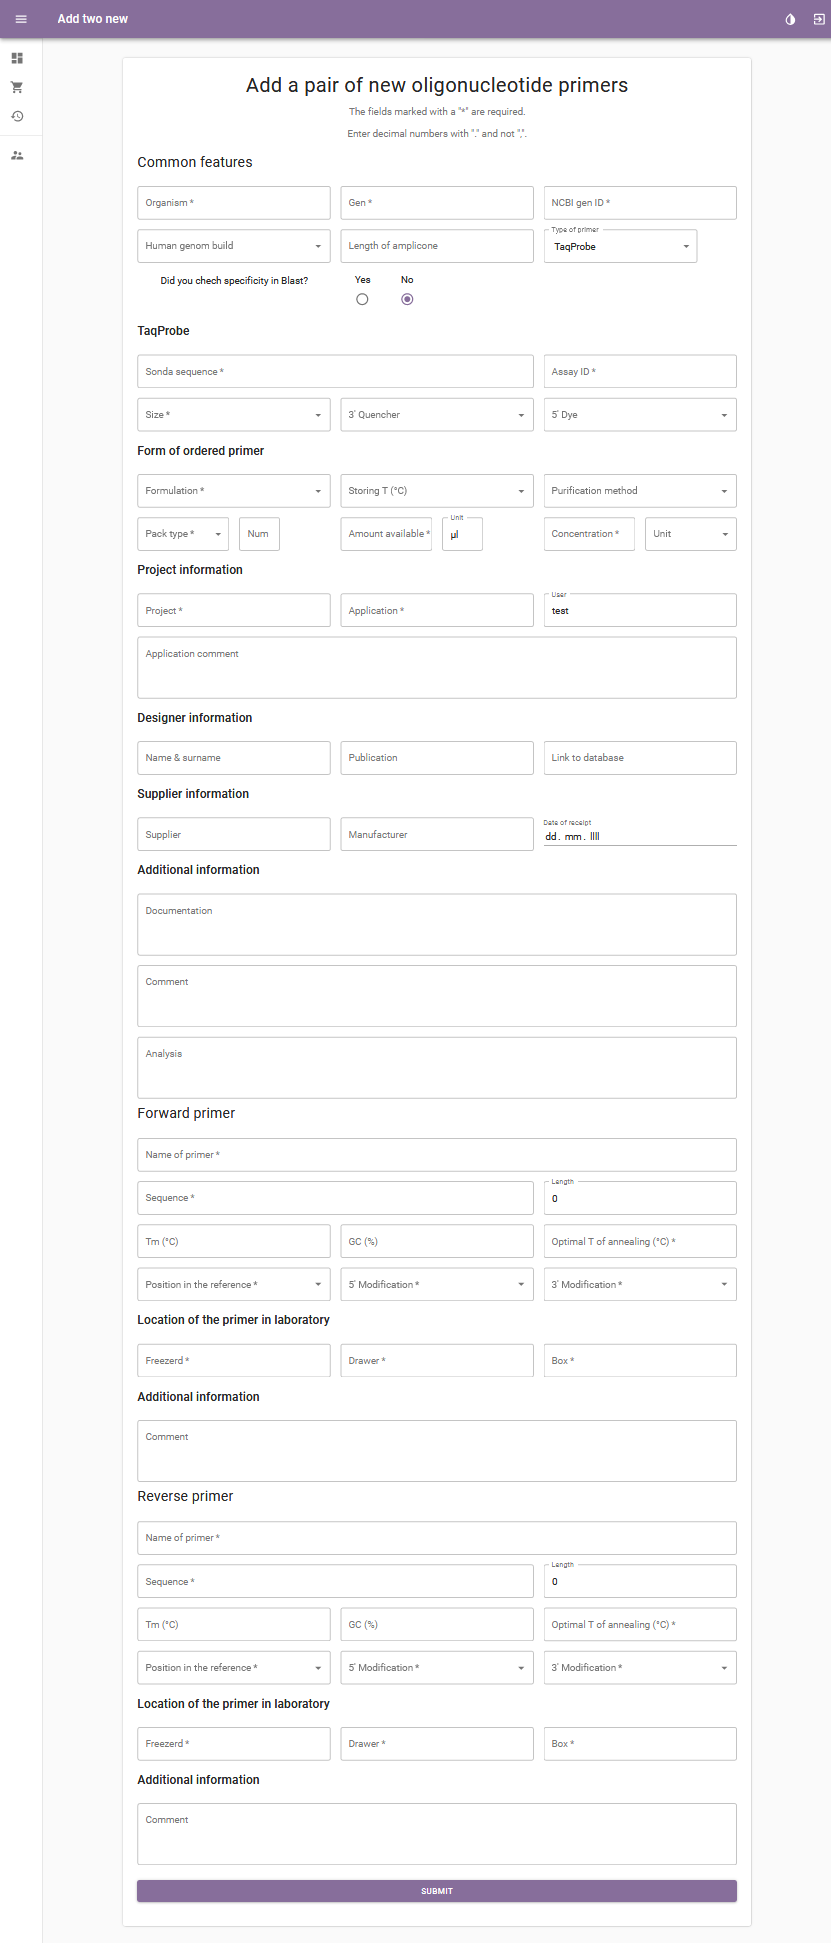 Add two new
Add a pair of new oligonucleotide primers
The fields marked with a "*" are required.
Enter decimal numbers with "." and not ",".
Common features
Organism * Gen * NCBI gen ID *
Type of primer
Human genom build Length of amplicone TaqProbe
Did you chech specificity in Blast? Yes No
TaqProbe
Sonda sequence * Assay ID *
Size * 3' Quencher 5' Dye
Form of ordered primer
Formulation * Storing T (°C) Purification method
Unit
Pack type * Num Amount available * µl Concentration * Unit
Project information
User
Project * Application * test
Application comment
Designer information
Name & surname Publication Link to database
Supplier information
Date of receipt
Supplier Manufacturer dd. mm. llll
Additional information
Documentation
Comment
Analysis
Forward primer
Name of primer *
Length
Sequence * 0
Tm (°C) GC (%) Optimal T of annealing (°C) *
Position in the reference * 5' Modification * 3' Modification *
Location of the primer in laboratory
Freezerd * Drawer * Box *
Additional information
Comment
Reverse primer
Name of primer *
Length
Sequence * 0
Tm (°C) GC (%) Optimal T of annealing (°C) *
Position in the reference * 5' Modification * 3' Modification *
Location of the primer in laboratory
Freezerd * Drawer * Box *
Additional information
Comment
SUBMIT